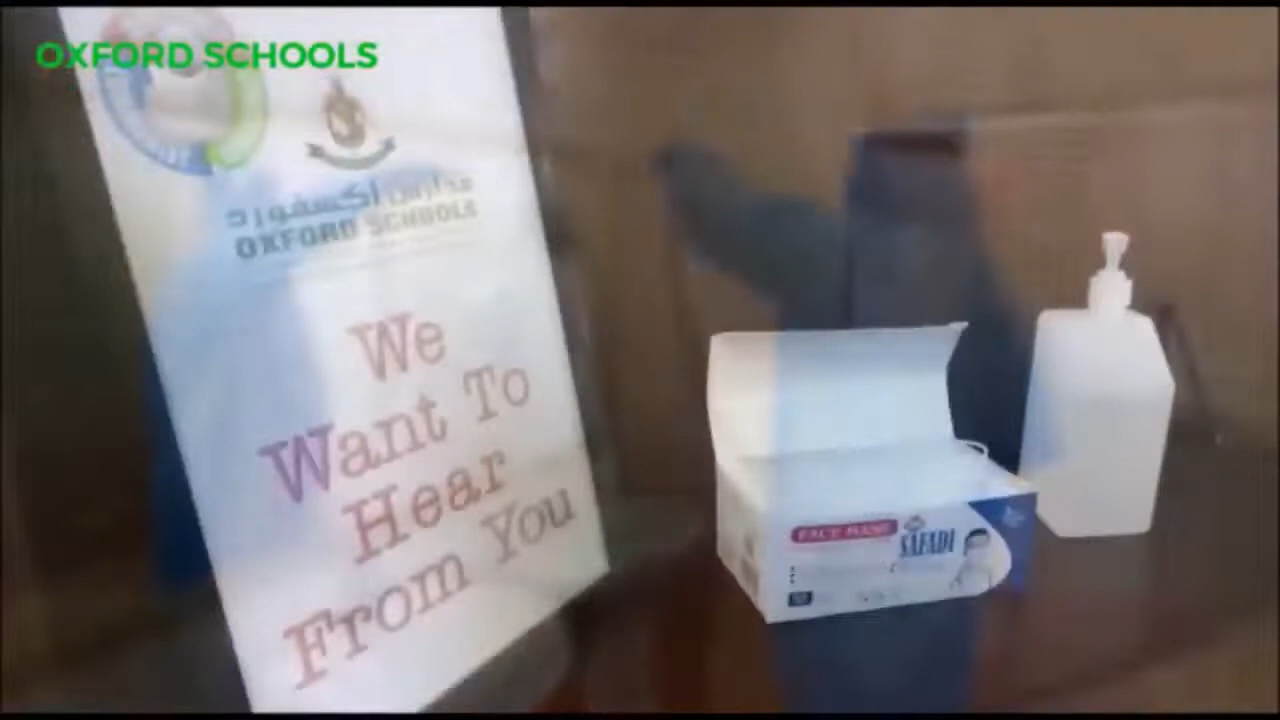 OXFORD SCHOOLS
مدارس اكسفورد
OXFORD SCHOOLS
We
Want To
Hear
From You
FACE MASK
SAFADI